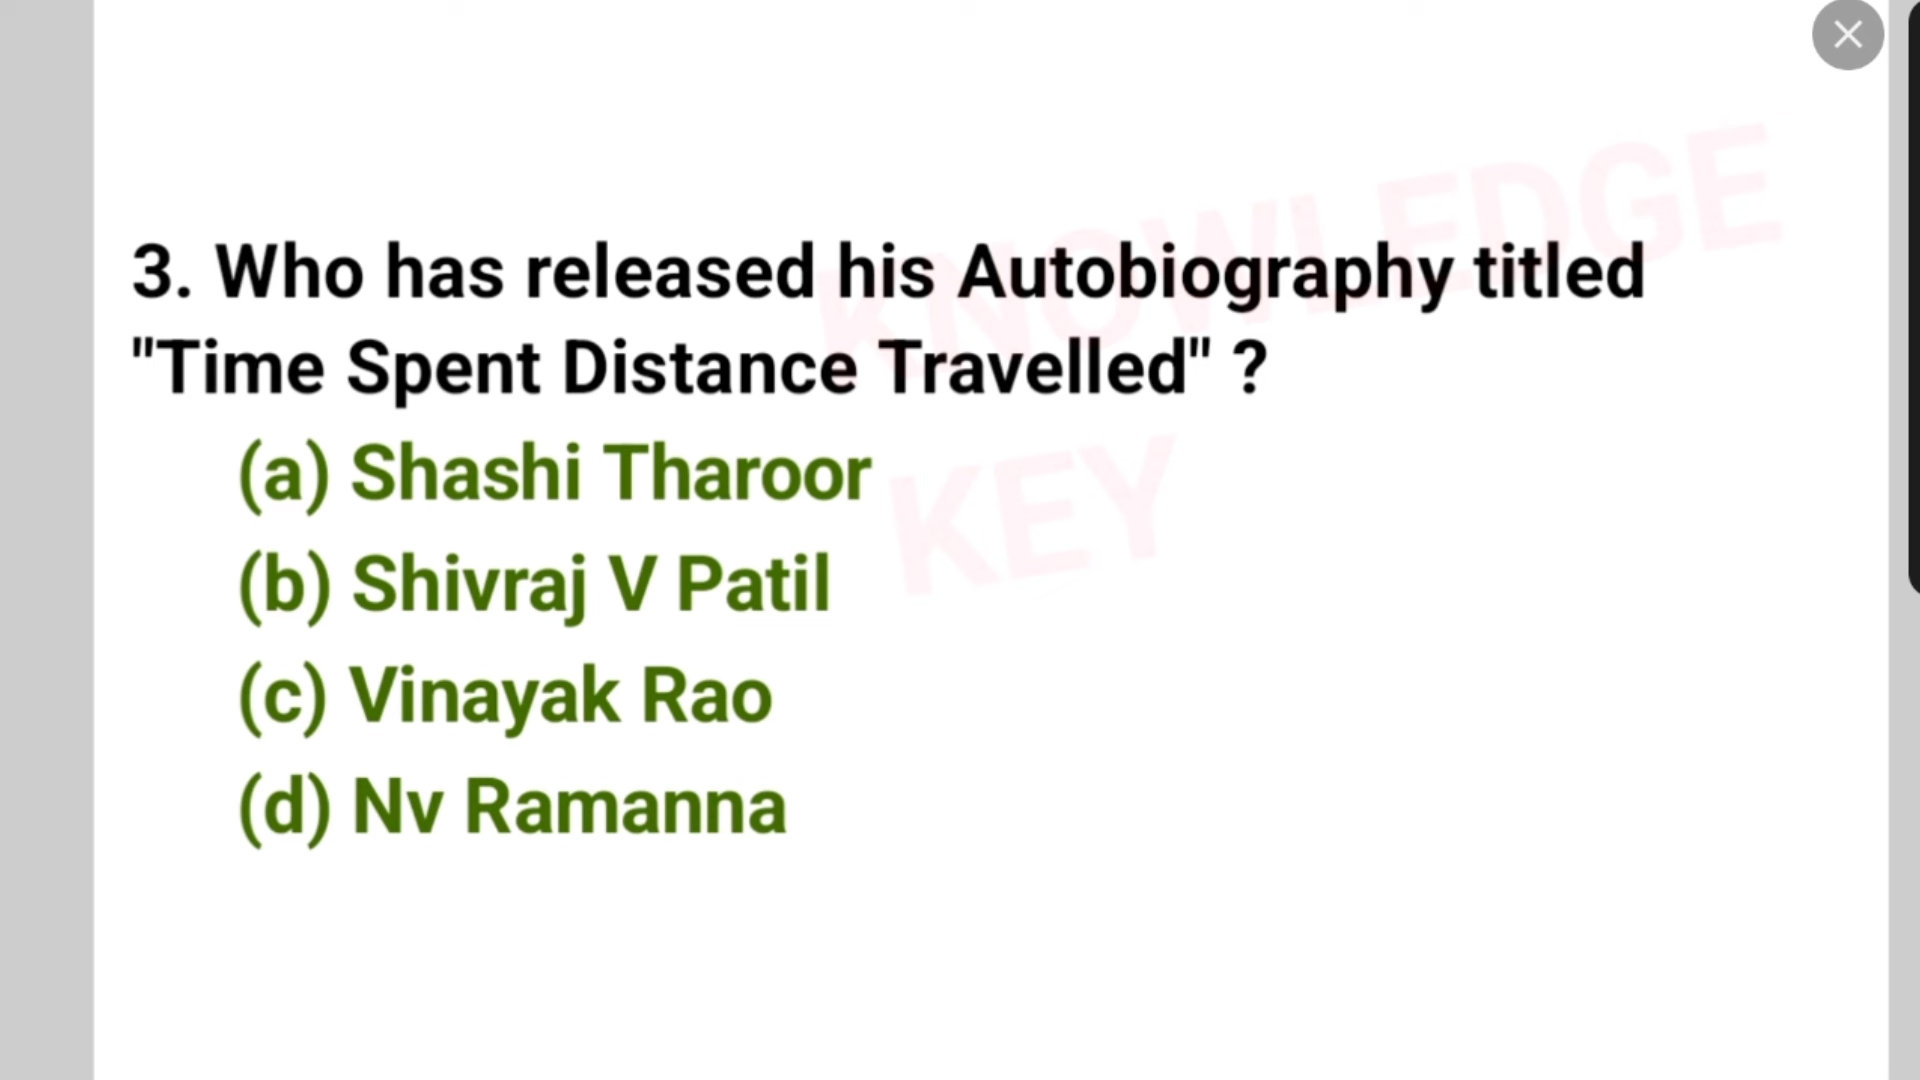 KNOWLEDGE
3. Who has released his Autobiography titled
"Time Spent Distance Travelled" ?
KEY
(a) Shashi Tharoor
(b) Shivraj V Patil
(c) Vinayak Rao
(d) Nv Ramanna